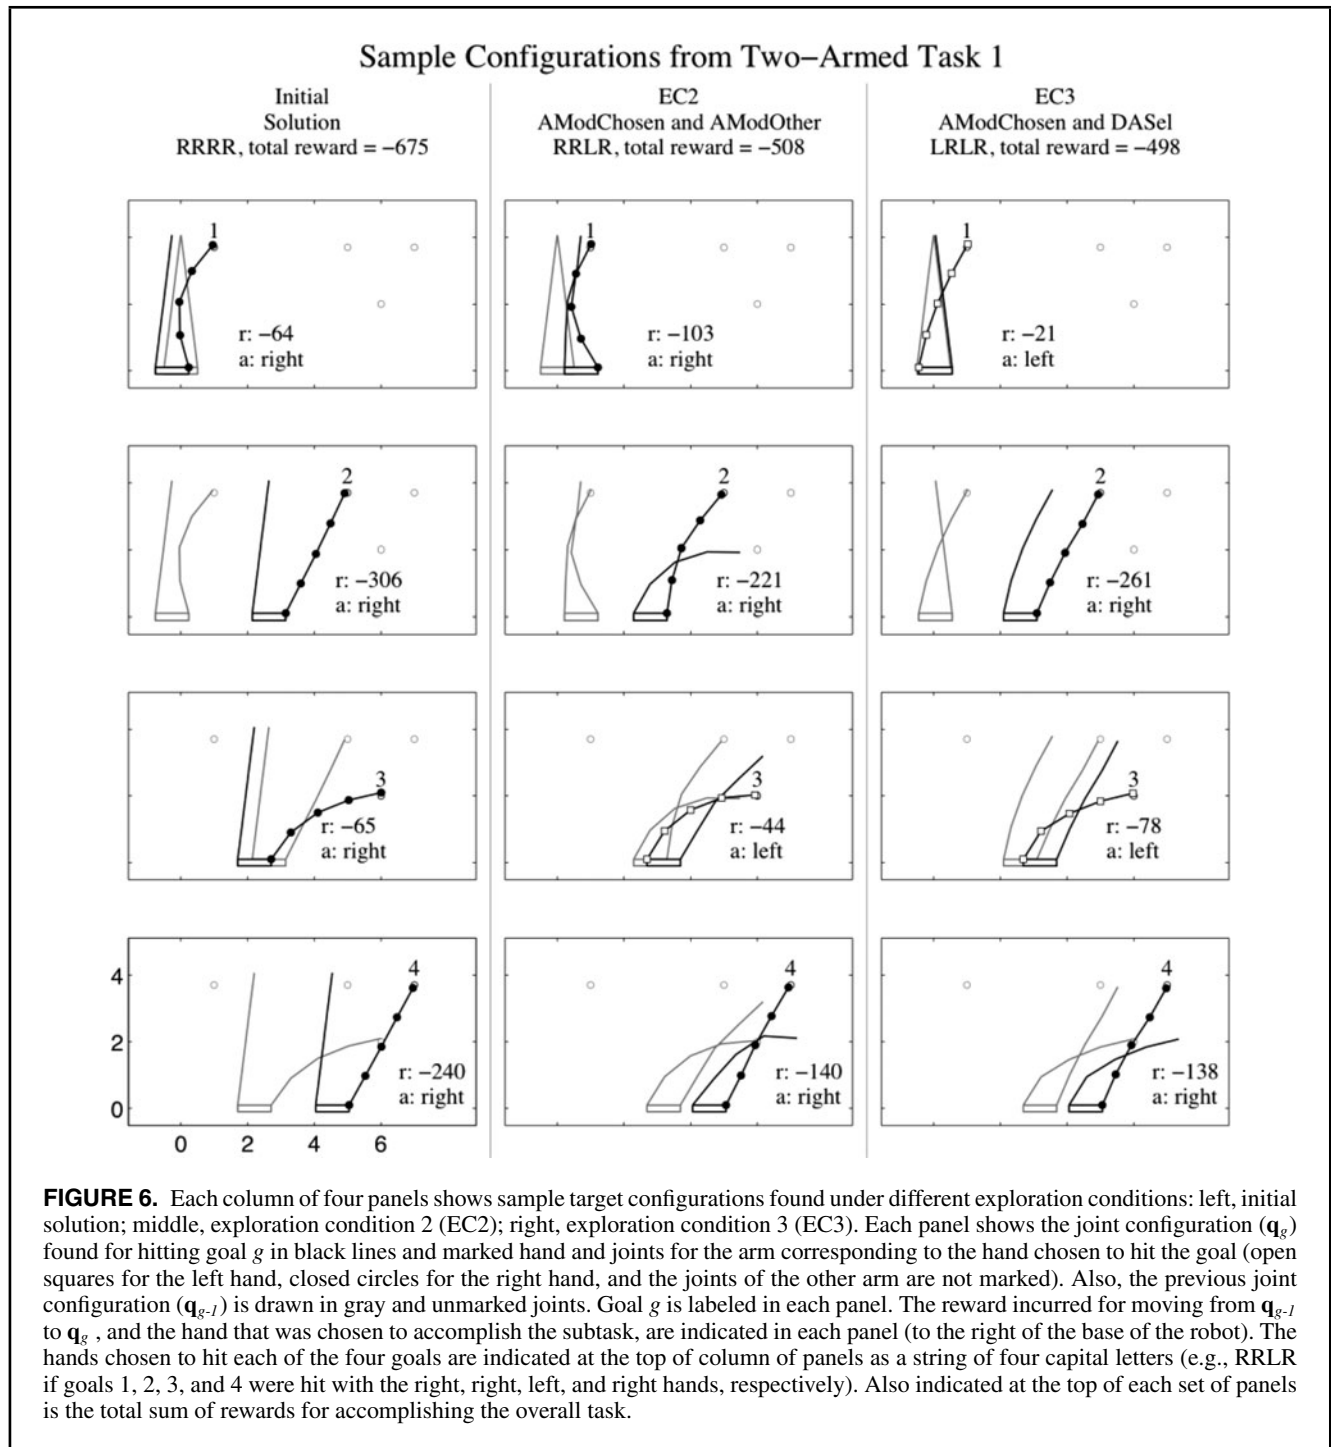 Sample Configurations from Two−Armed Task 1
Initial
Solution
RRRR, total reward = −675
EC2
AModChosen and AModOther
RRLR, total reward = −508
EC3
AModChosen and DASel
LRLR, total reward = −498
1
r: −64
a: right
1
r: −103
a: right
1
r: −21
a: left
2
r: −306
a: right
2
r: −221
a: right
2
r: −261
a: right
3
r: −65
a: right
3
r: −44
a: left
3
r: −78
a: left
4
2
0
4
r: −240
a: right
0 2 4 6
4
r: −140
a: right
4
r: −138
a: right
FIGURE 6. Each column of four panels shows sample target configurations found under different exploration conditions: left, initial
solution; middle, exploration condition 2 (EC2); right, exploration condition 3 (EC3). Each panel shows the joint configuration (qg)
found for hitting goal g in black lines and marked hand and joints for the arm corresponding to the hand chosen to hit the goal (open
squares for the left hand, closed circles for the right hand, and the joints of the other arm are not marked). Also, the previous joint
configuration (qg-1) is drawn in gray and unmarked joints. Goal g is labeled in each panel. The reward incurred for moving from qg-1
to qg , and the hand that was chosen to accomplish the subtask, are indicated in each panel (to the right of the base of the robot). The
hands chosen to hit each of the four goals are indicated at the top of column of panels as a string of four capital letters (e.g., RRLR
if goals 1, 2, 3, and 4 were hit with the right, right, left, and right hands, respectively). Also indicated at the top of each set of panels
is the total sum of rewards for accomplishing the overall task.